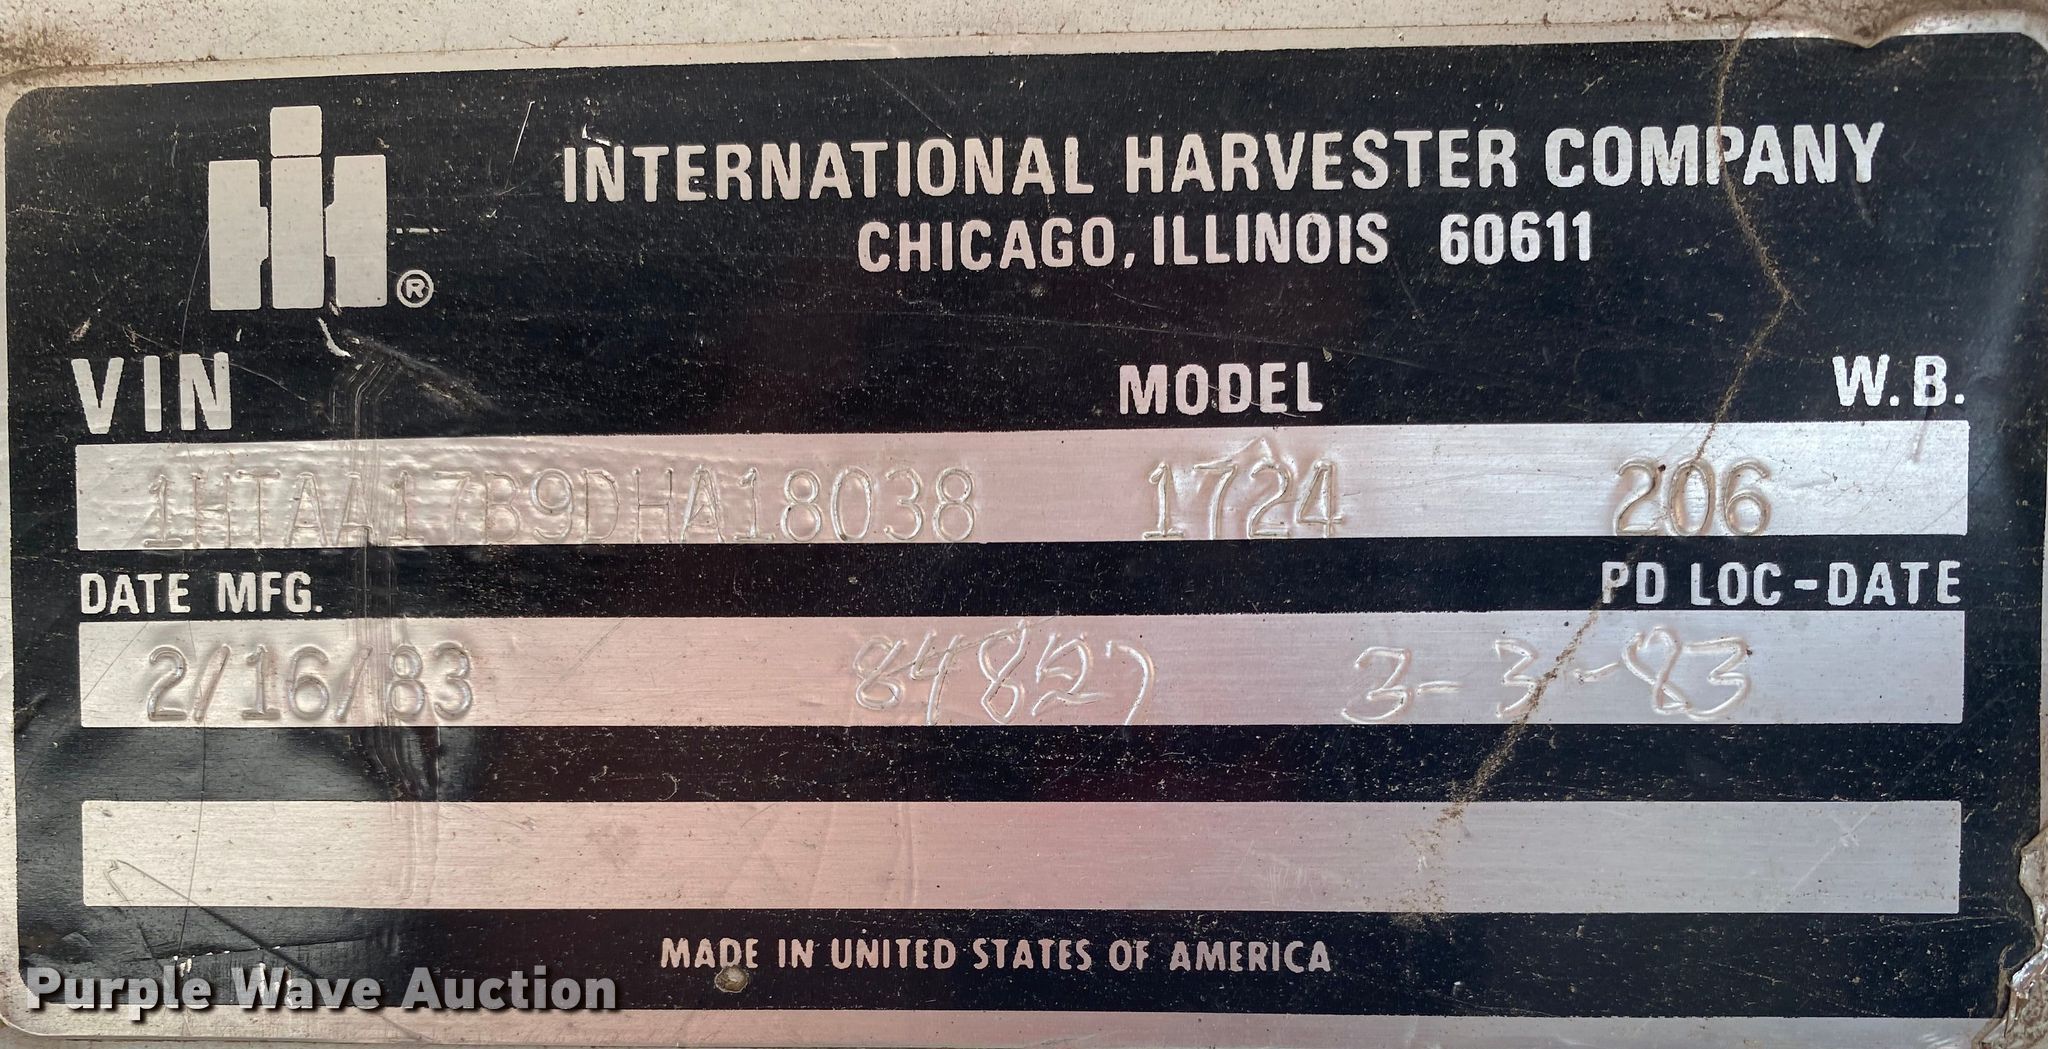 INTERNATIONAL HARVESTER COMPANY
CHICAGO, ILLINOIS 60611
®
VIN MODEL W.B.
1HTAA17B9DHA18038 1724 206
DATE MFG. PD LOC-DATE
2/16/83 84827 3-3-83
MADE IN UNITED STATES OF AMERICA
Purple Wave Auction